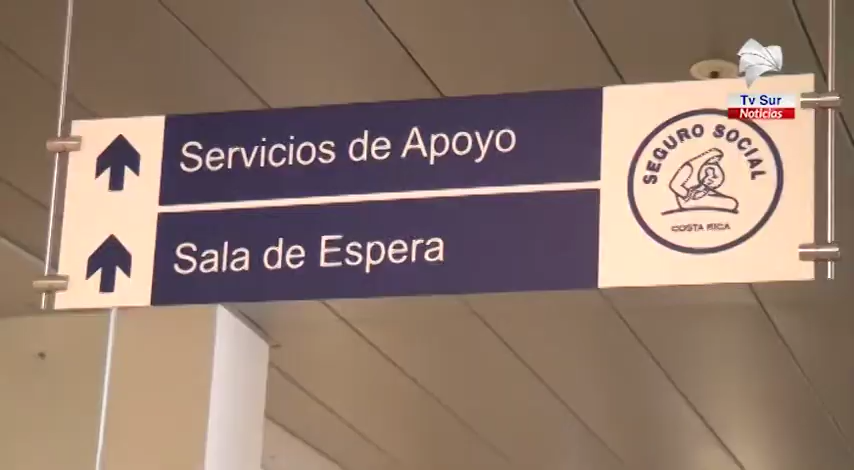 Servicios de Apoyo
Sala de Espera
SEGURO SOCIAL
COSTA RICA
Tv Sur
Noticias